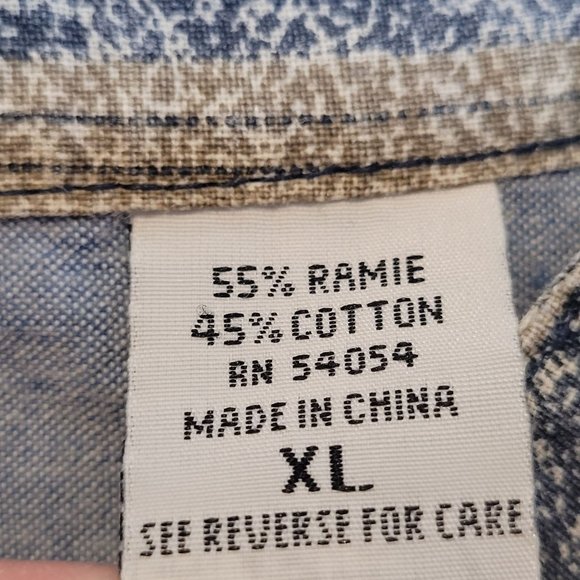 55% RAMIE
45% COTTON
RN 54054
MADE IN CHINA
XL
SEE REVERSE FOR CARE